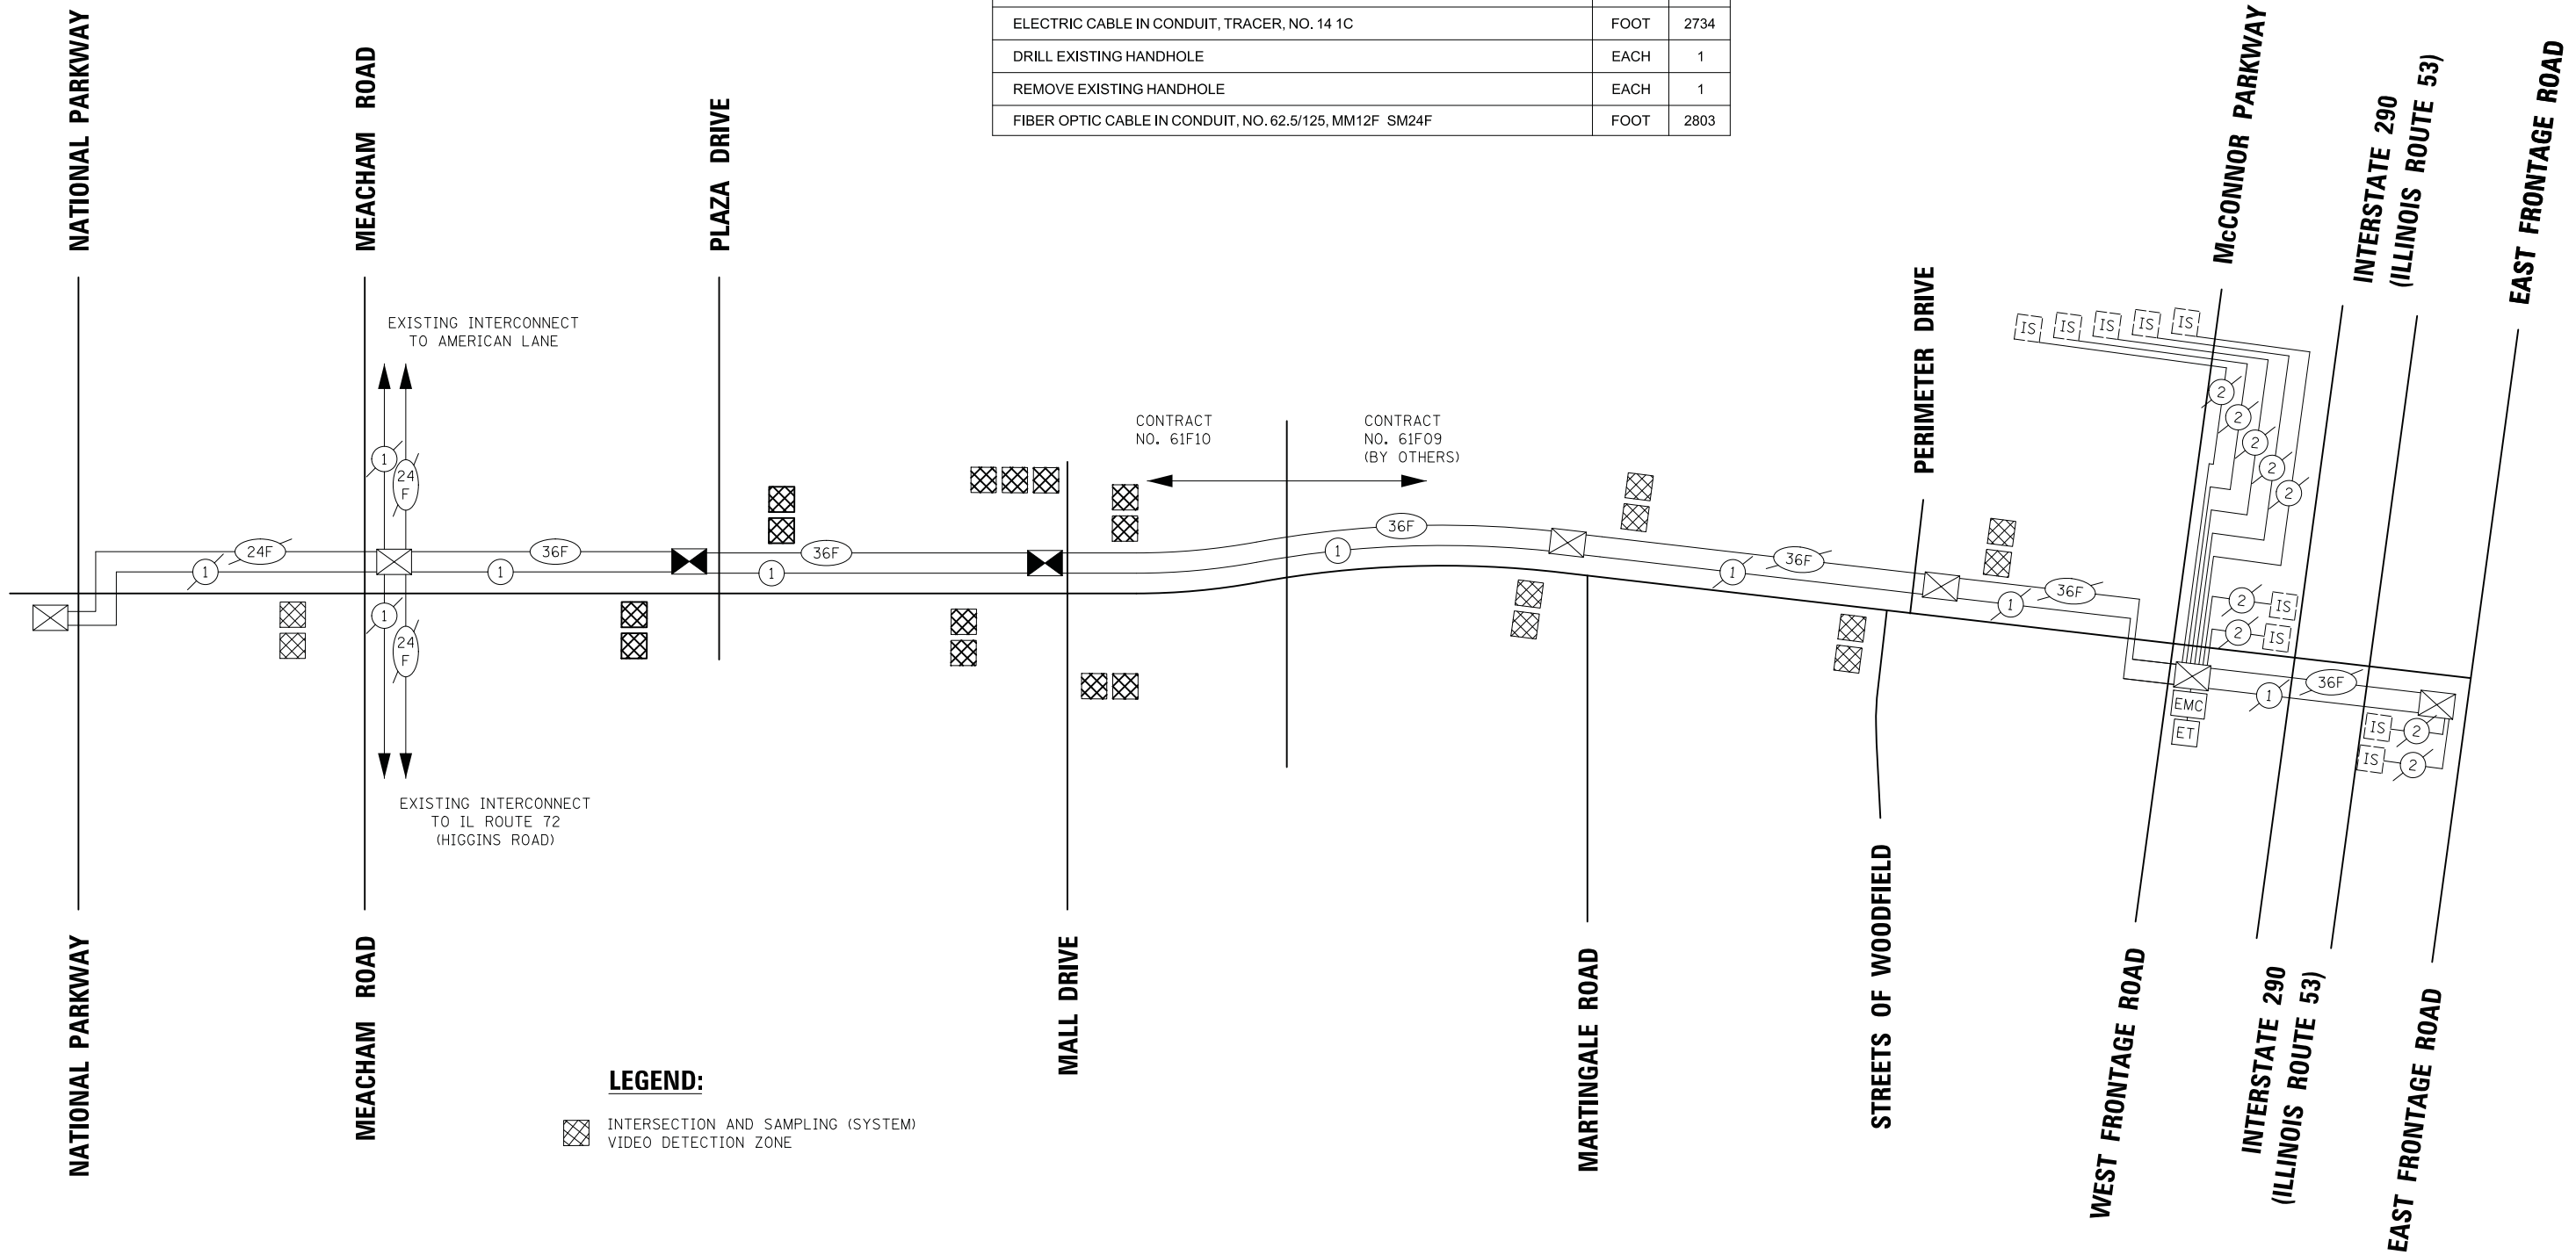 ELECTRIC CABLE IN CONDUIT, TRACER, NO. 14 1C FOOT 2734
DRILL EXISTING HANDHOLE EACH 1
REMOVE EXISTING HANDHOLE EACH 1
FIBER OPTIC CABLE IN CONDUIT, NO. 62.5/125, MM12F SM24F FOOT 2803
NATIONAL PARKWAY
MEACHAM ROAD
PLAZA DRIVE
PERIMETER DRIVE
McCONNOR PARKWAY
INTERSTATE 290
(ILLINOIS ROUTE 53)
EAST FRONTAGE ROAD
EXISTING INTERCONNECT
TO AMERICAN LANE
CONTRACT
NO. 61F10
CONTRACT
NO. 61F09
(BY OTHERS)
IS IS IS IS IS
2
2
2
2
2
1
24
F
24F
1
36F
1
36F
1
36F
1
36F
1
36F
1
1
24
F
2 IS
2 IS
36F
1
EMC
ET
IS 2
IS 2
EXISTING INTERCONNECT
TO IL ROUTE 72
(HIGGINS ROAD)
NATIONAL PARKWAY
MEACHAM ROAD
MALL DRIVE
MARTINGALE ROAD
STREETS OF WOODFIELD
WEST FRONTAGE ROAD
INTERSTATE 290
(ILLINOIS ROUTE 53)
EAST FRONTAGE ROAD
LEGEND:
INTERSECTION AND SAMPLING (SYSTEM)
VIDEO DETECTION ZONE